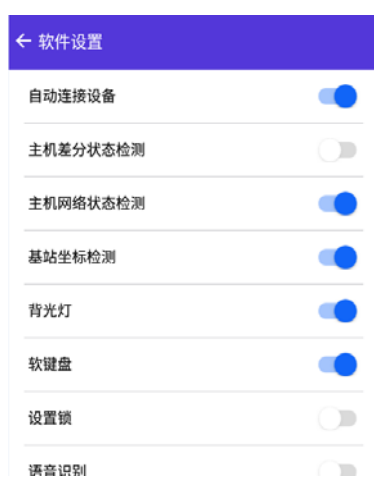 软件设置
自动连接设备
主机差分状态检测
主机网络状态检测
基站坐标检测
背光灯
软键盘
设置锁
语音识别